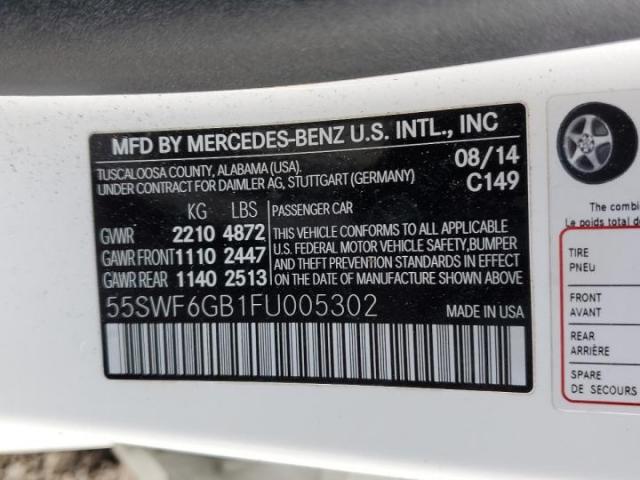 MFD BY MERCEDES-BENZ U.S. INTL., INC
TUSCALOOSA COUNTY, ALABAMA (USA). 08/14
UNDER CONTRACT FOR DAIMLER AG, STUTTGART (GERMANY) C149
KG LBS PASSENGER CAR
GWR 2210 4872 THIS VEHICLE CONFORMS TO ALL APPLICABLE
GAWR FRONT 1110 2447 U.S. FEDERAL MOTOR VEHICLE SAFETY, BUMPER
GAWR REAR 1140 2513 AND THEFT PREVENTION STANDARDS IN EFFECT
ON THE DATE OF MANUFACTURE SHOWN ABOVE.
55SWF6GB1FU005302 MADE IN USA
The combi
Le poids total d
TIRE
PNEU
FRONT
AVANT
REAR
ARRIÈRE
SPARE
DE SECOURS